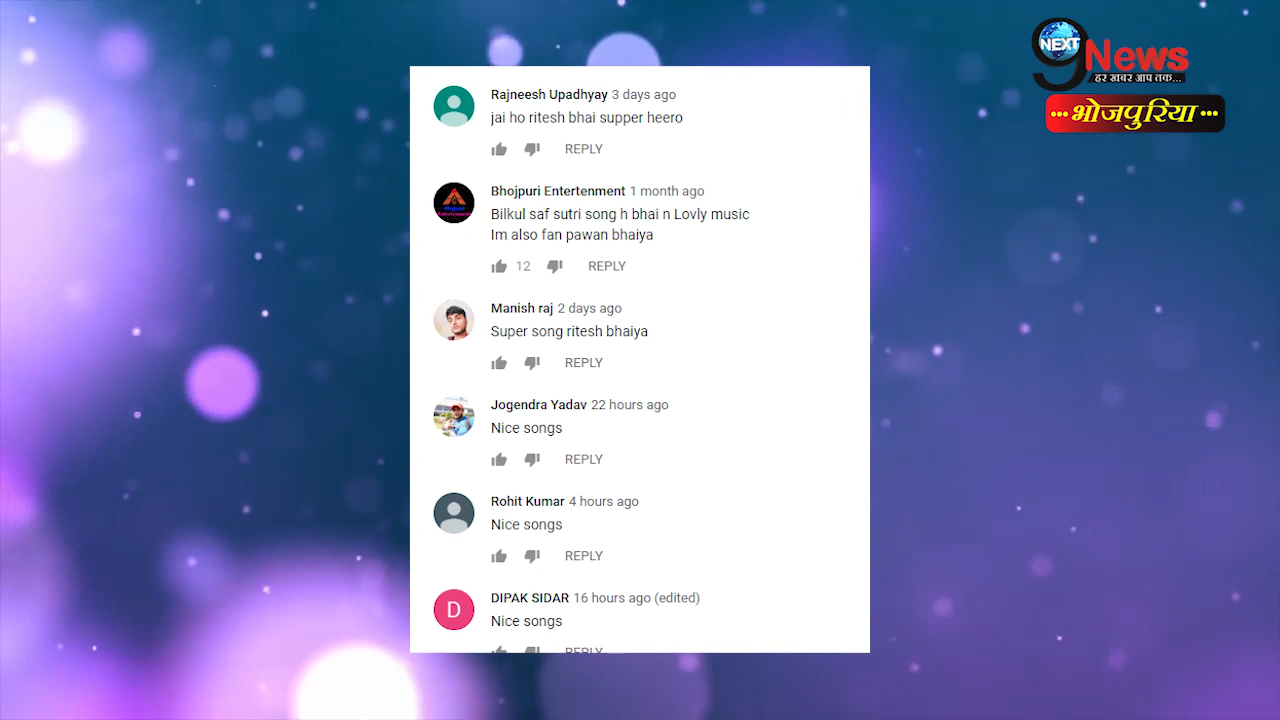 NEXT
9 News
हर खबर आप तक...
भोजपुरिया
Rajneesh Upadhyay 3 days ago
jai ho ritesh bhai supper heero
REPLY
Bhojpuri Entertenment 1 month ago
Bilkul saf sutri song h bhai n Lovly music
Im also fan pawan bhaiya
12 REPLY
Manish raj 2 days ago
Super song ritesh bhaiya
REPLY
Jogendra Yadav 22 hours ago
Nice songs
REPLY
Rohit Kumar 4 hours ago
Nice songs
REPLY
D
DIPAK SIDAR 16 hours ago (edited)
Nice songs
REPLY